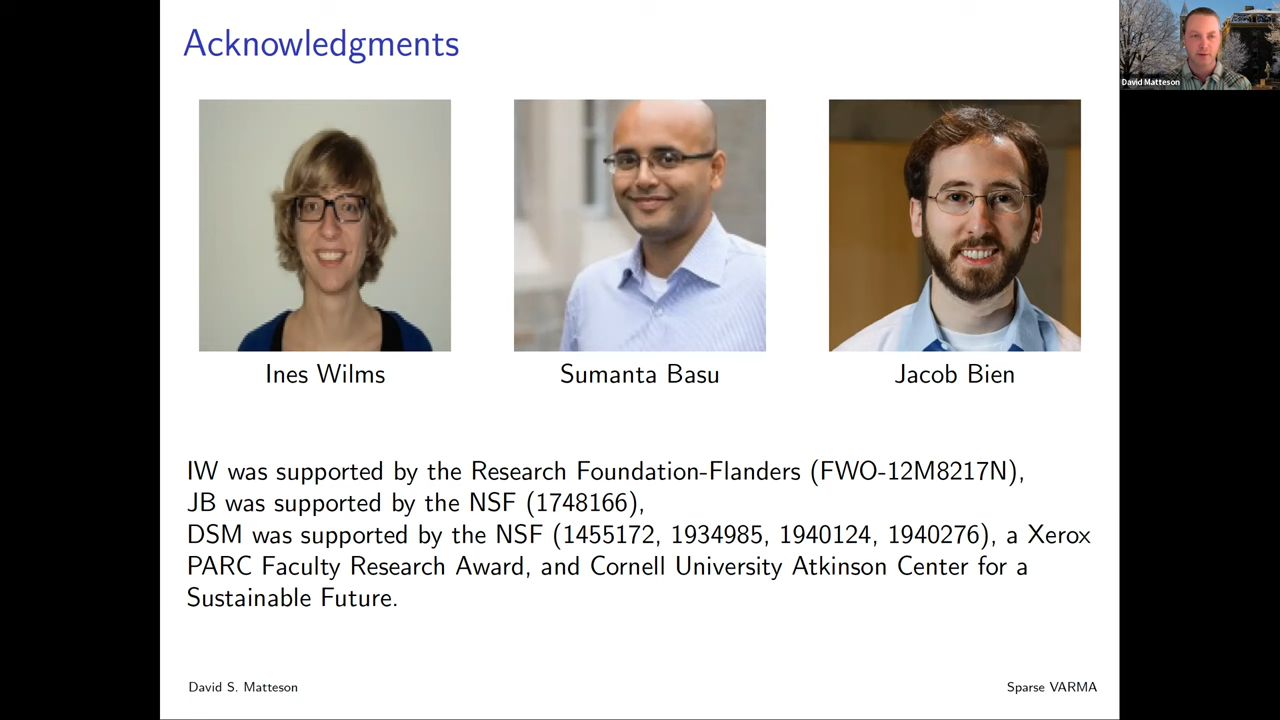 Acknowledgments
David Matteson
Ines Wilms
Sumanta Basu
Jacob Bien
IW was supported by the Research Foundation-Flanders (FWO-12M8217N),
JB was supported by the NSF (1748166),
DSM was supported by the NSF (1455172, 1934985, 1940124, 1940276), a Xerox
PARC Faculty Research Award, and Cornell University Atkinson Center for a
Sustainable Future.
David S. Matteson
Sparse VARMA